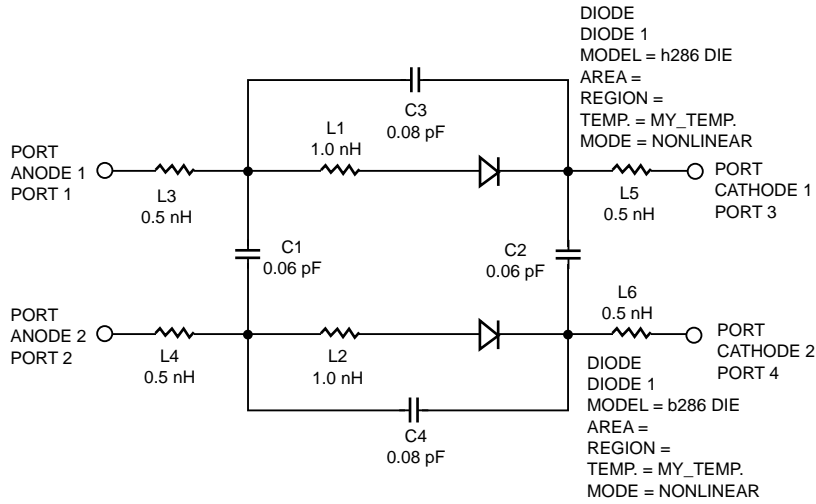 DIODE
DIODE 1
MODEL = h286 DIE
AREA =
REGION =
TEMP. = MY_TEMP.
MODE = NONLINEAR
C3
0.08 pF
L1
1.0 nH
PORT
ANODE 1
PORT 1
L3
0.5 nH
L5
0.5 nH
PORT
CATHODE 1
PORT 3
C1
0.06 pF
C2
0.06 pF
PORT
ANODE 2
PORT 2
L4
0.5 nH
L2
1.0 nH
L6
0.5 nH
PORT
CATHODE 2
PORT 4
C4
0.08 pF
DIODE
DIODE 1
MODEL = b286 DIE
AREA =
REGION =
TEMP. = MY_TEMP.
MODE = NONLINEAR